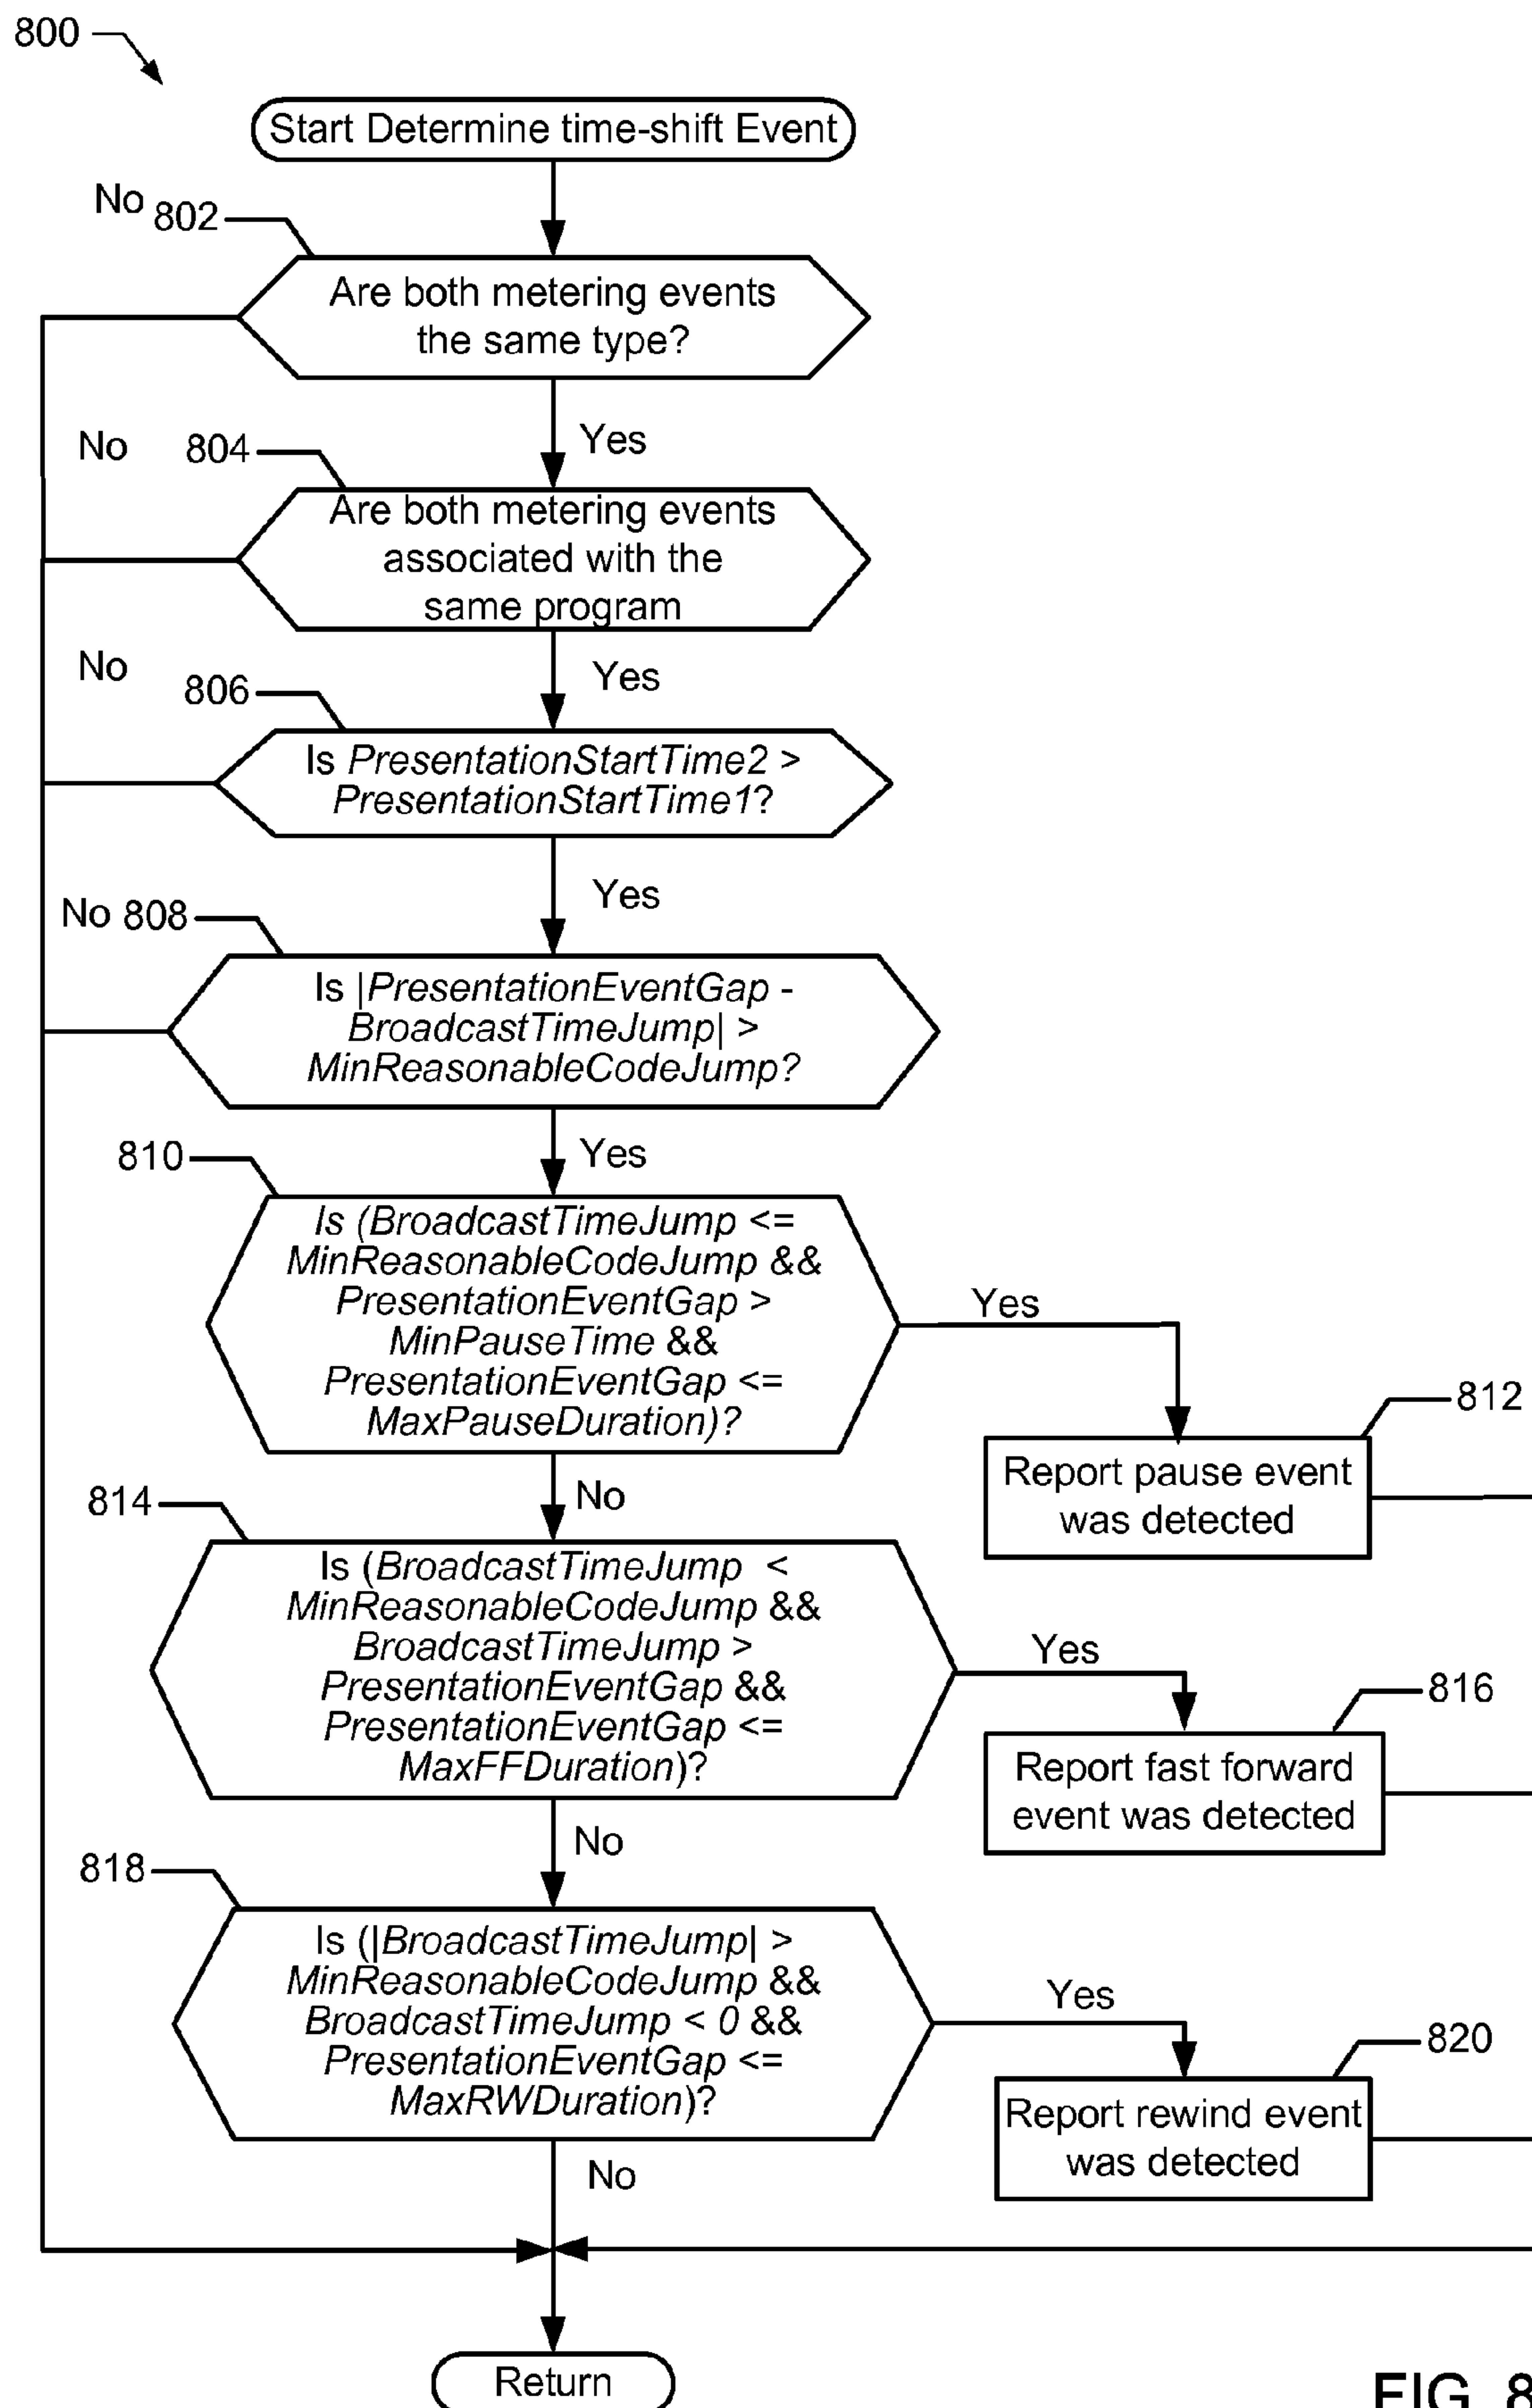 800
Start Determine time-shift Event
No
802
Are both metering events
the same type?
Yes
No
804
Are both metering events
associated with the
same program
Yes
No
806
Is PresentationStartTime2 >
PresentationStartTime1?
Yes
No
808
Is |PresentationEventGap -
BroadcastTimeJump| >
MinReasonableCodeJump?
Yes
810
Is (BroadcastTimeJump <=
MinReasonableCodeJump &&
PresentationEventGap >
MinPauseTime &&
PresentationEventGap <=
MaxPauseDuration)?
Yes
812
Report pause event
was detected
No
814
Is (BroadcastTimeJump <
MinReasonableCodeJump &&
BroadcastTimeJump >
PresentationEventGap &&
PresentationEventGap <=
MaxFFDuration)?
Yes
816
Report fast forward
event was detected
No
818
Is (|BroadcastTimeJump| >
MinReasonableCodeJump &&
BroadcastTimeJump < 0 &&
PresentationEventGap <=
MaxRWDuration)?
Yes
820
Report rewind event
was detected
No
Return
FIG. 8